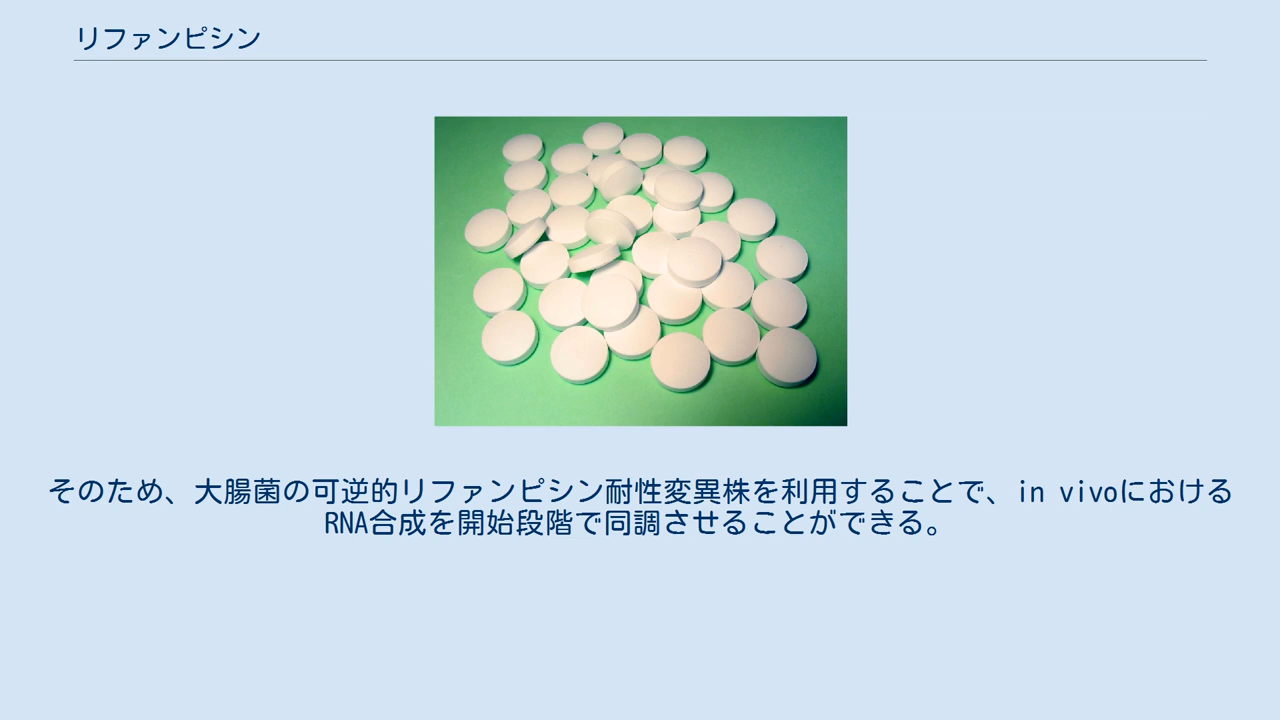 リファンピシン
そのため、大腸菌の可逆的リファンピシン耐性変異株を利用することで、in vivoにおける
RNA合成を開始段階で同調させることができる。